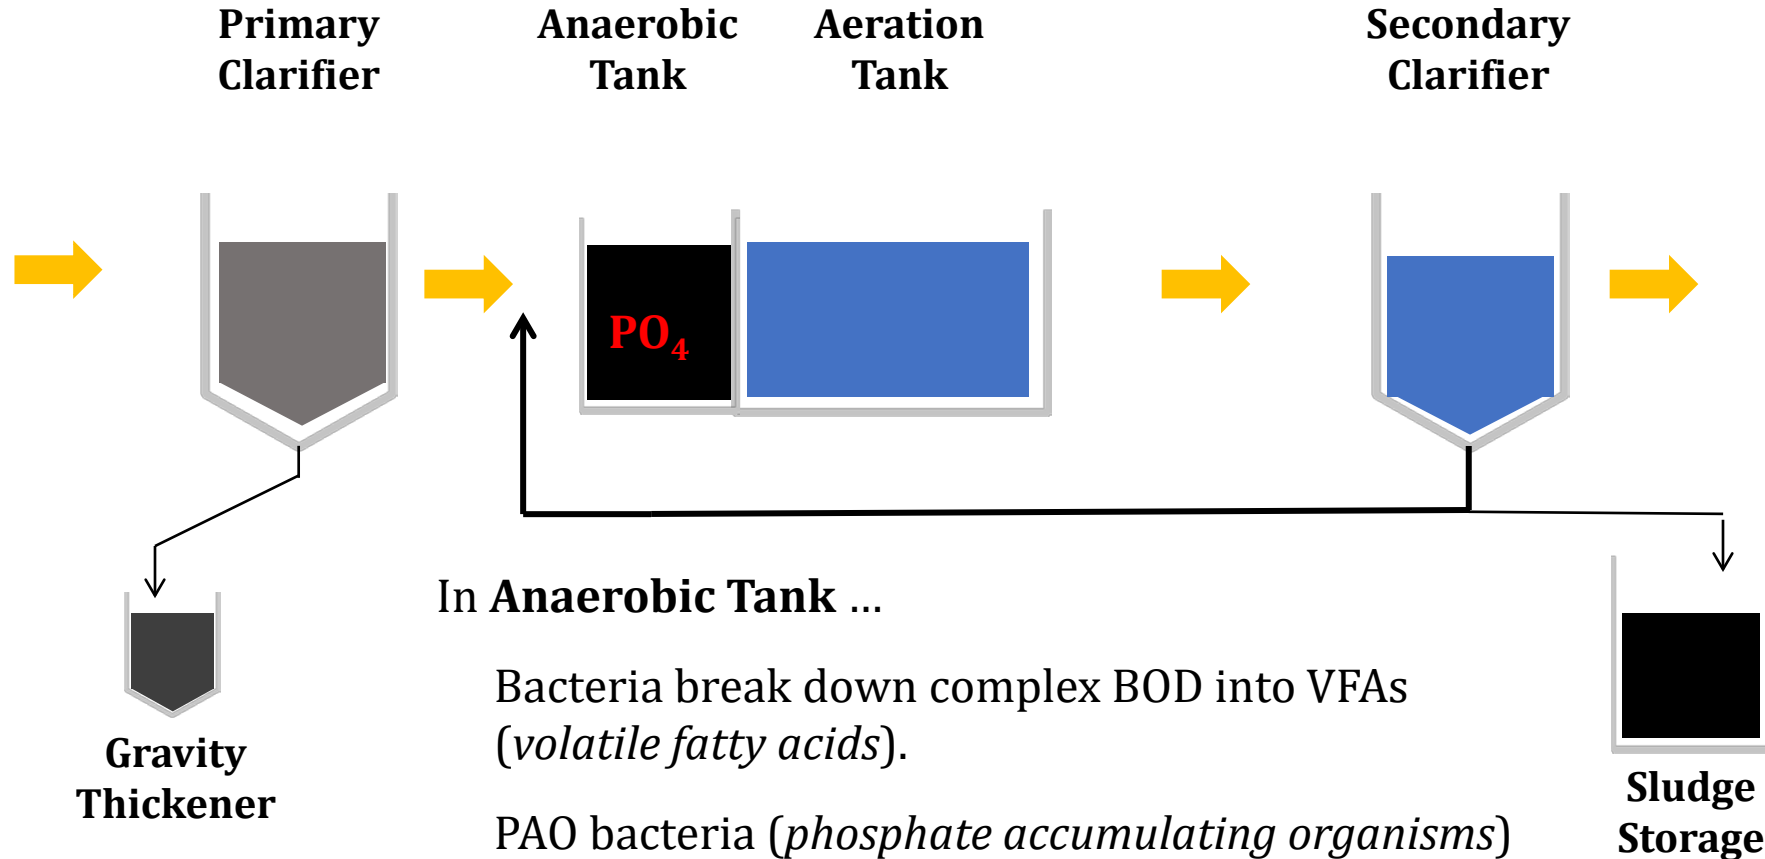 Primary
Clarifier
Anaerobic
Tank
Aeration
Tank
Secondary
Clarifier
PO₄
In Anaerobic Tank ...
Bacteria break down complex BOD into VFAs
(volatile fatty acids).
PAO bacteria (phosphate accumulating organisms)
Gravity
Thickener
Sludge
Storage